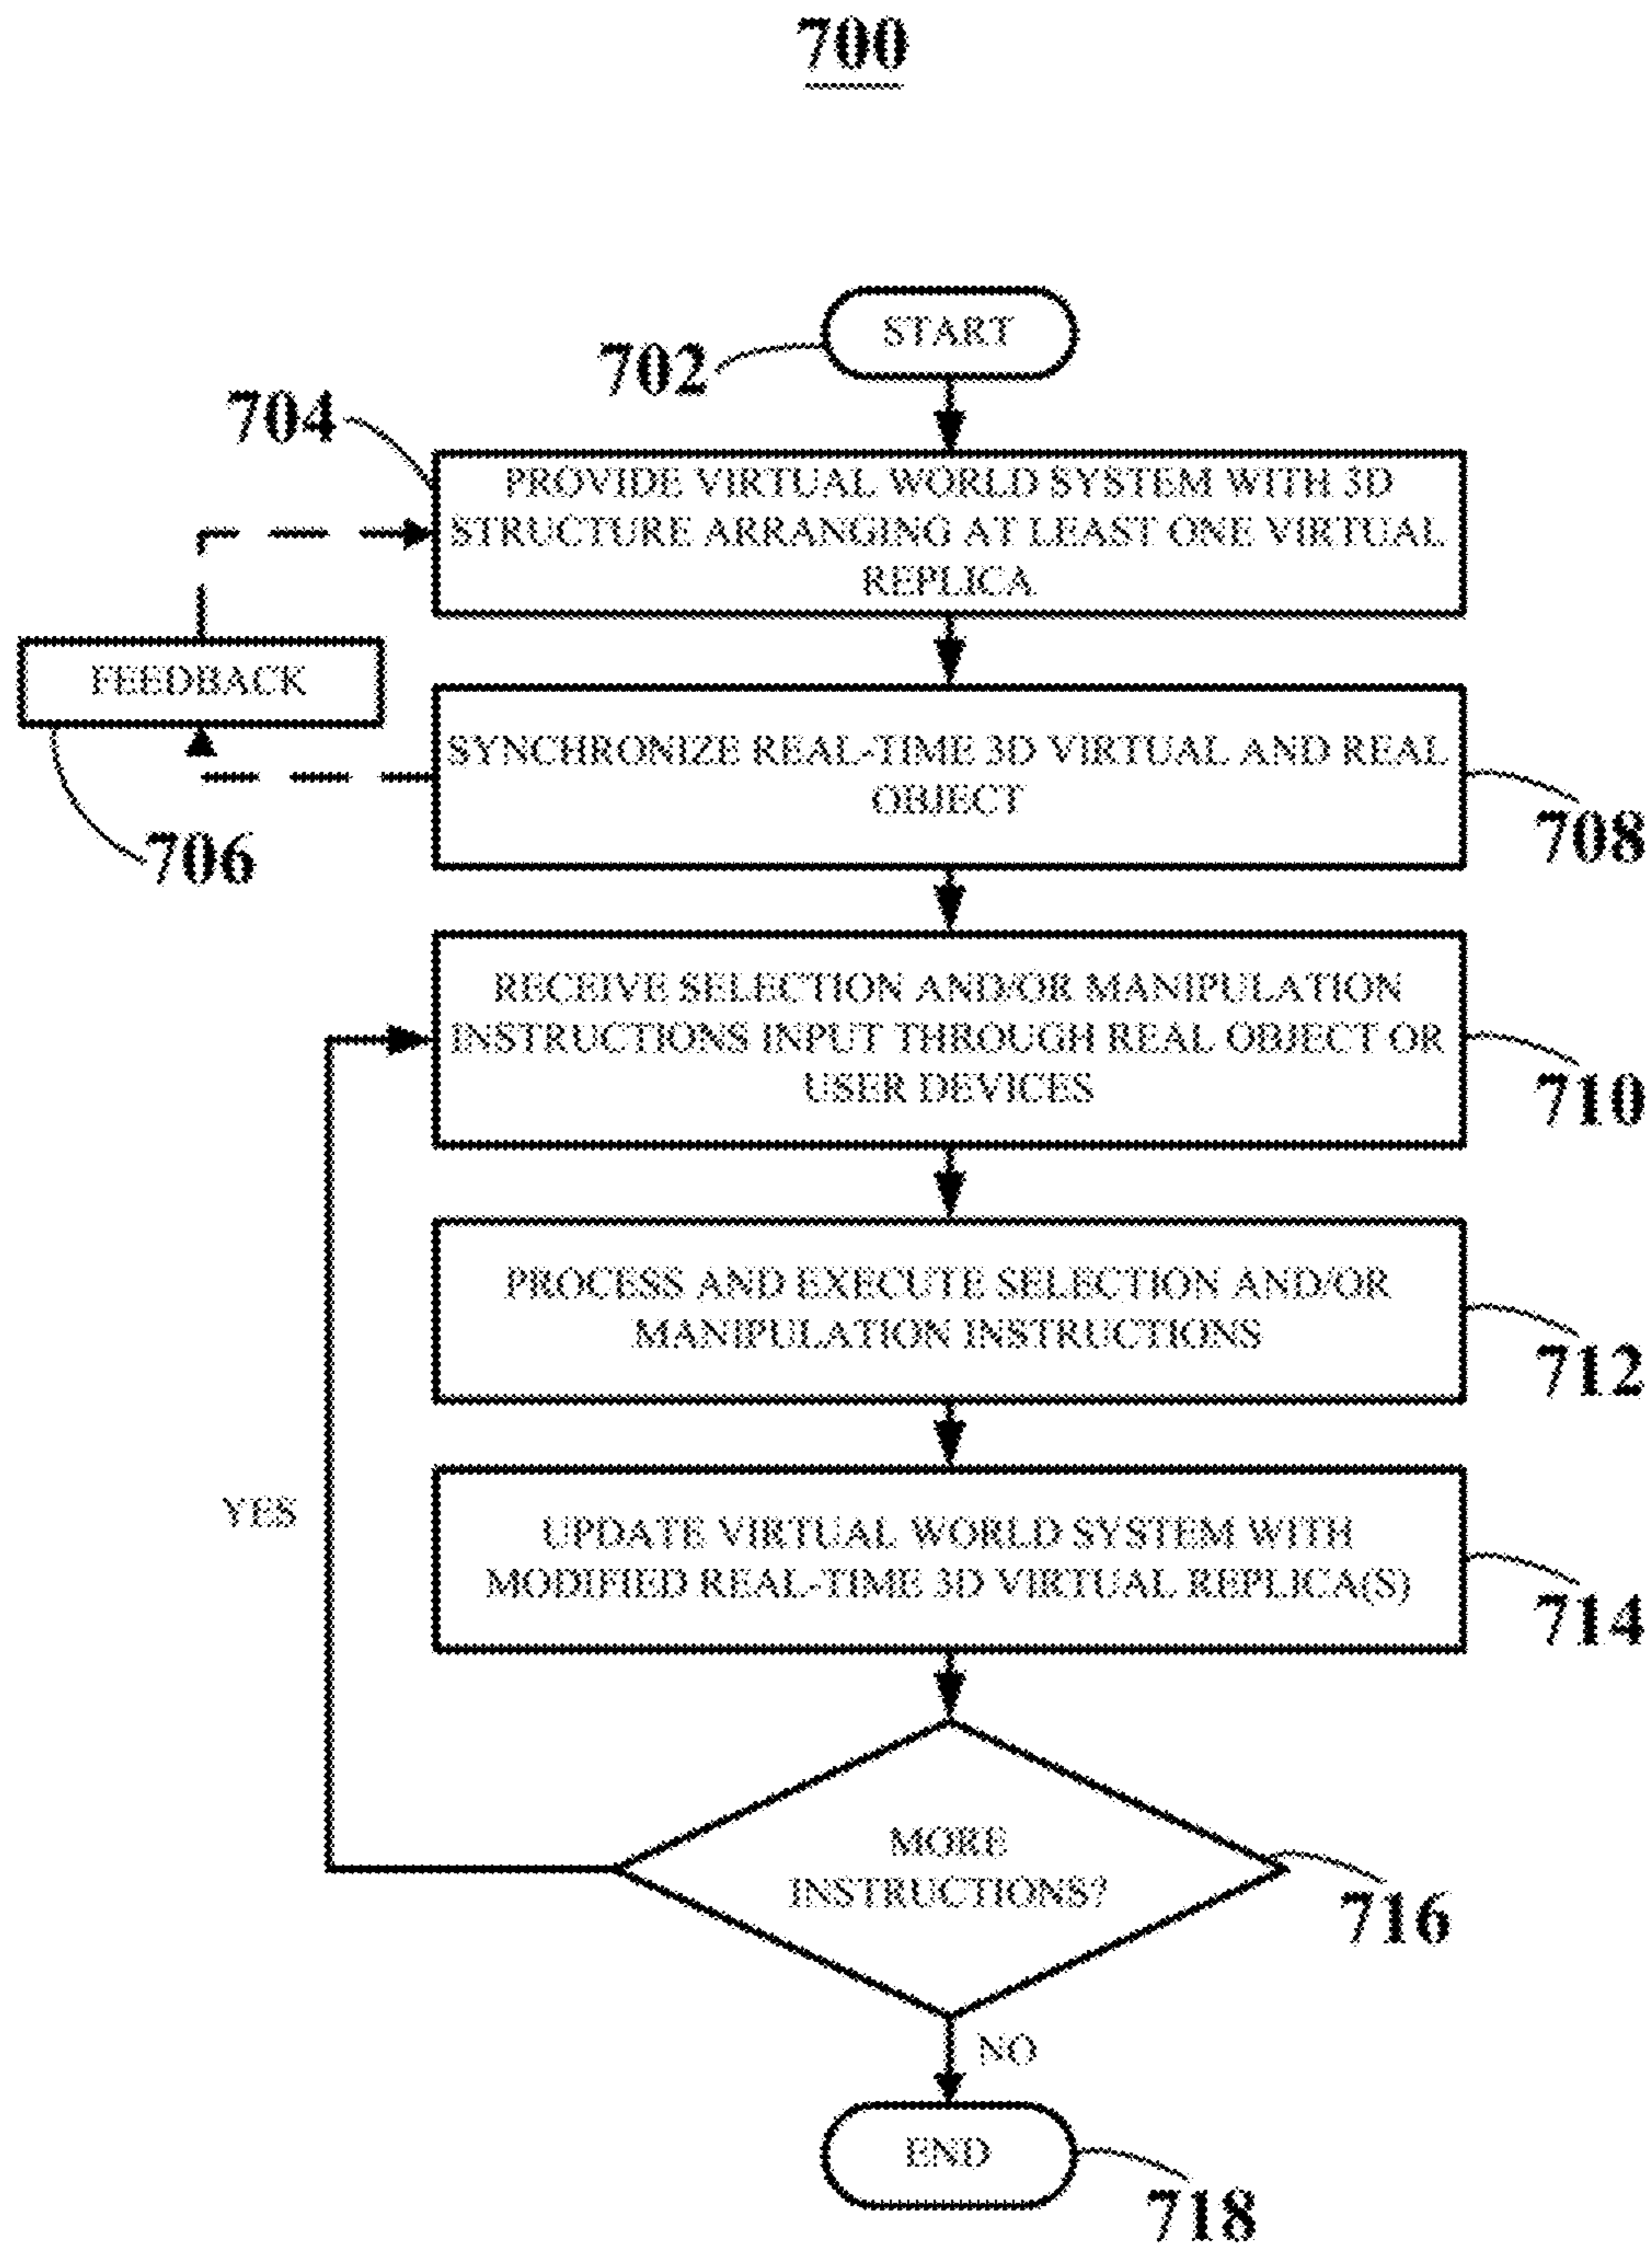 700
START
702
704
PROVIDE VIRTUAL WORLD SYSTEM WITH 3D
STRUCTURE ARRANGING AT LEAST ONE VIRTUAL
REPLICA
FEEDBACK
706
SYNCHRONIZE REAL-TIME 3D VIRTUAL AND REAL
OBJECT
708
RECEIVE SELECTION AND/OR MANIPULATION
INSTRUCTIONS INPUT THROUGH REAL OBJECT OR
USER DEVICES
710
PROCESS AND EXECUTE SELECTION AND/OR
MANIPULATION INSTRUCTIONS
712
UPDATE VIRTUAL WORLD SYSTEM WITH
MODIFIED REAL-TIME 3D VIRTUAL REPLICA(S)
714
YES
MORE
INSTRUCTIONS?
716
NO
END
718